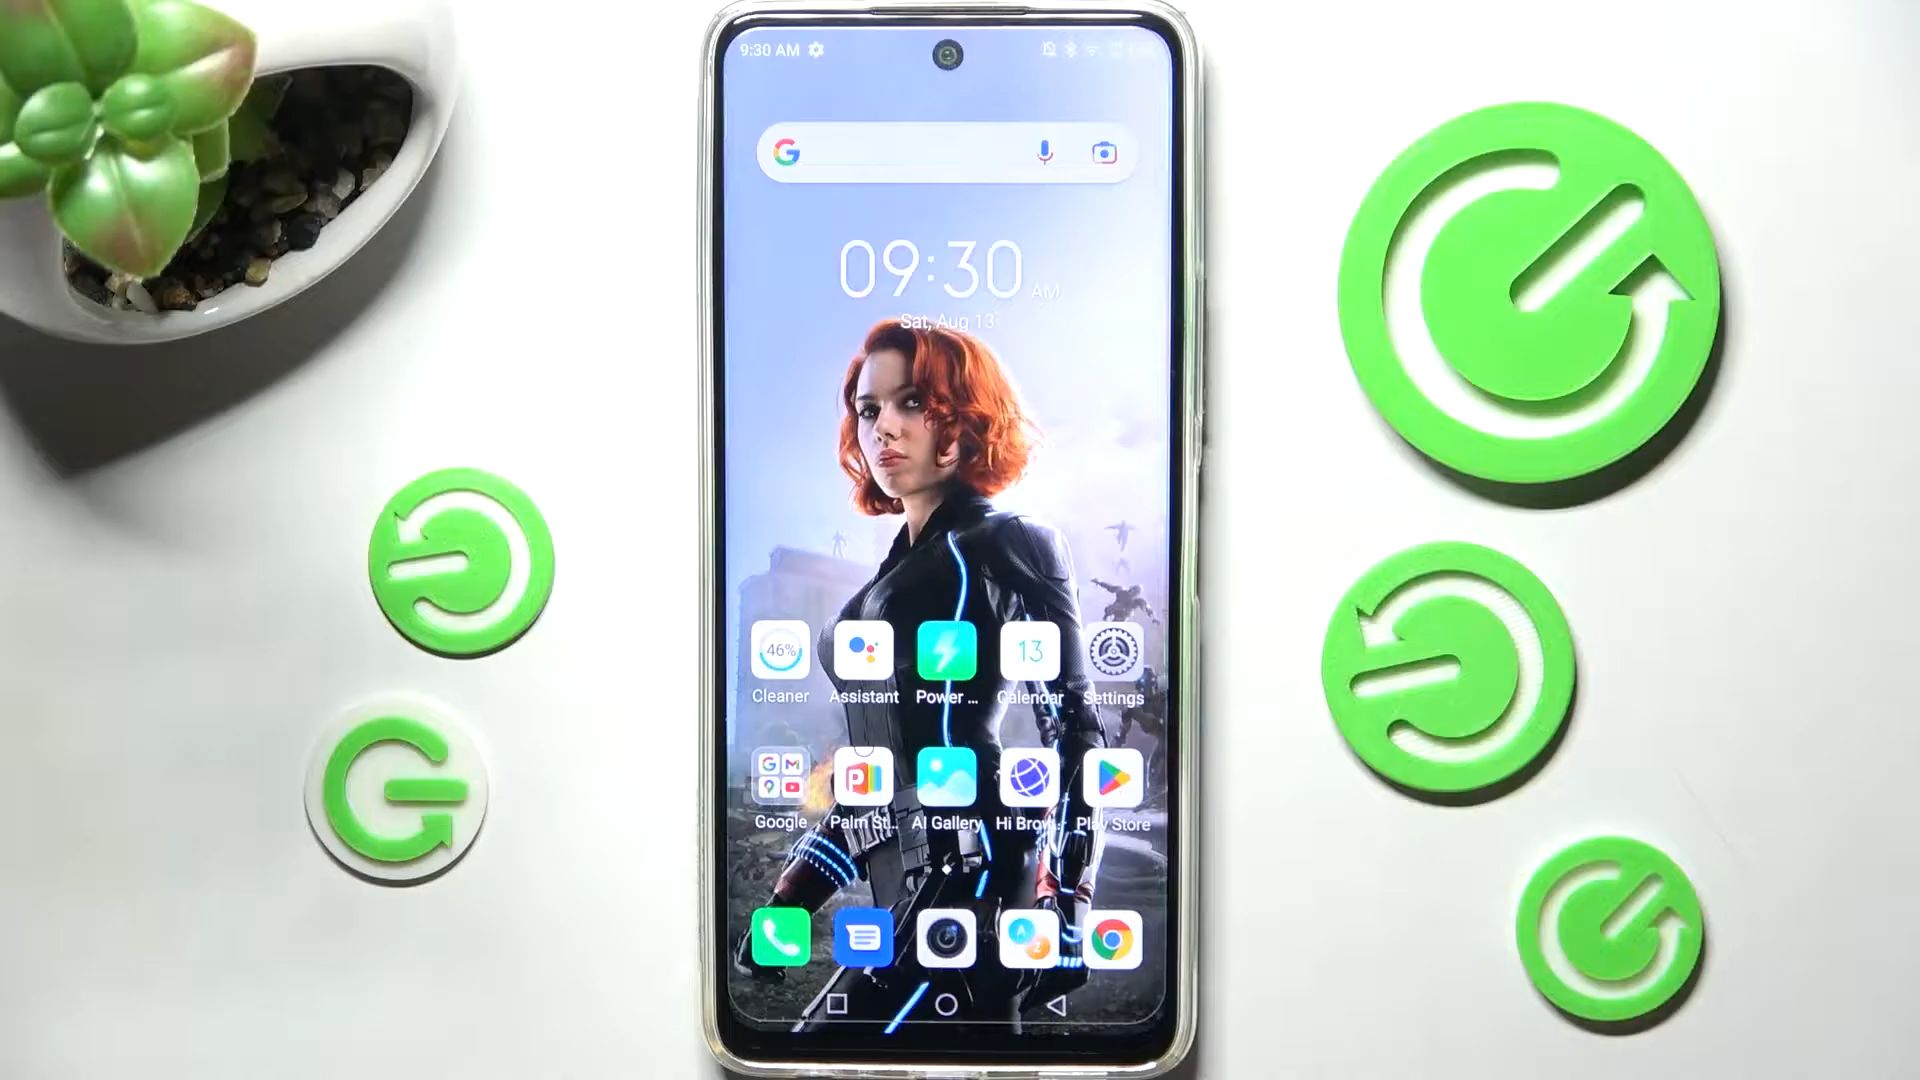 9:30 AM
09:30 AM
Sat, Aug 13
46%
13
Cleaner Assistant Power ... Calendar Settings
Google Palm St... AI Gallery Hi Brow... Play Store
A
Z